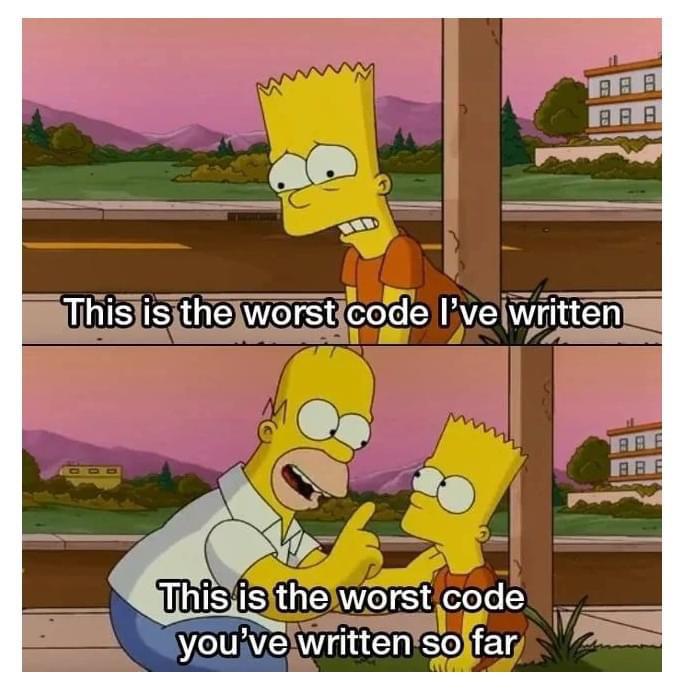 This is the worst code I've written
This is the worst code
you've written so far